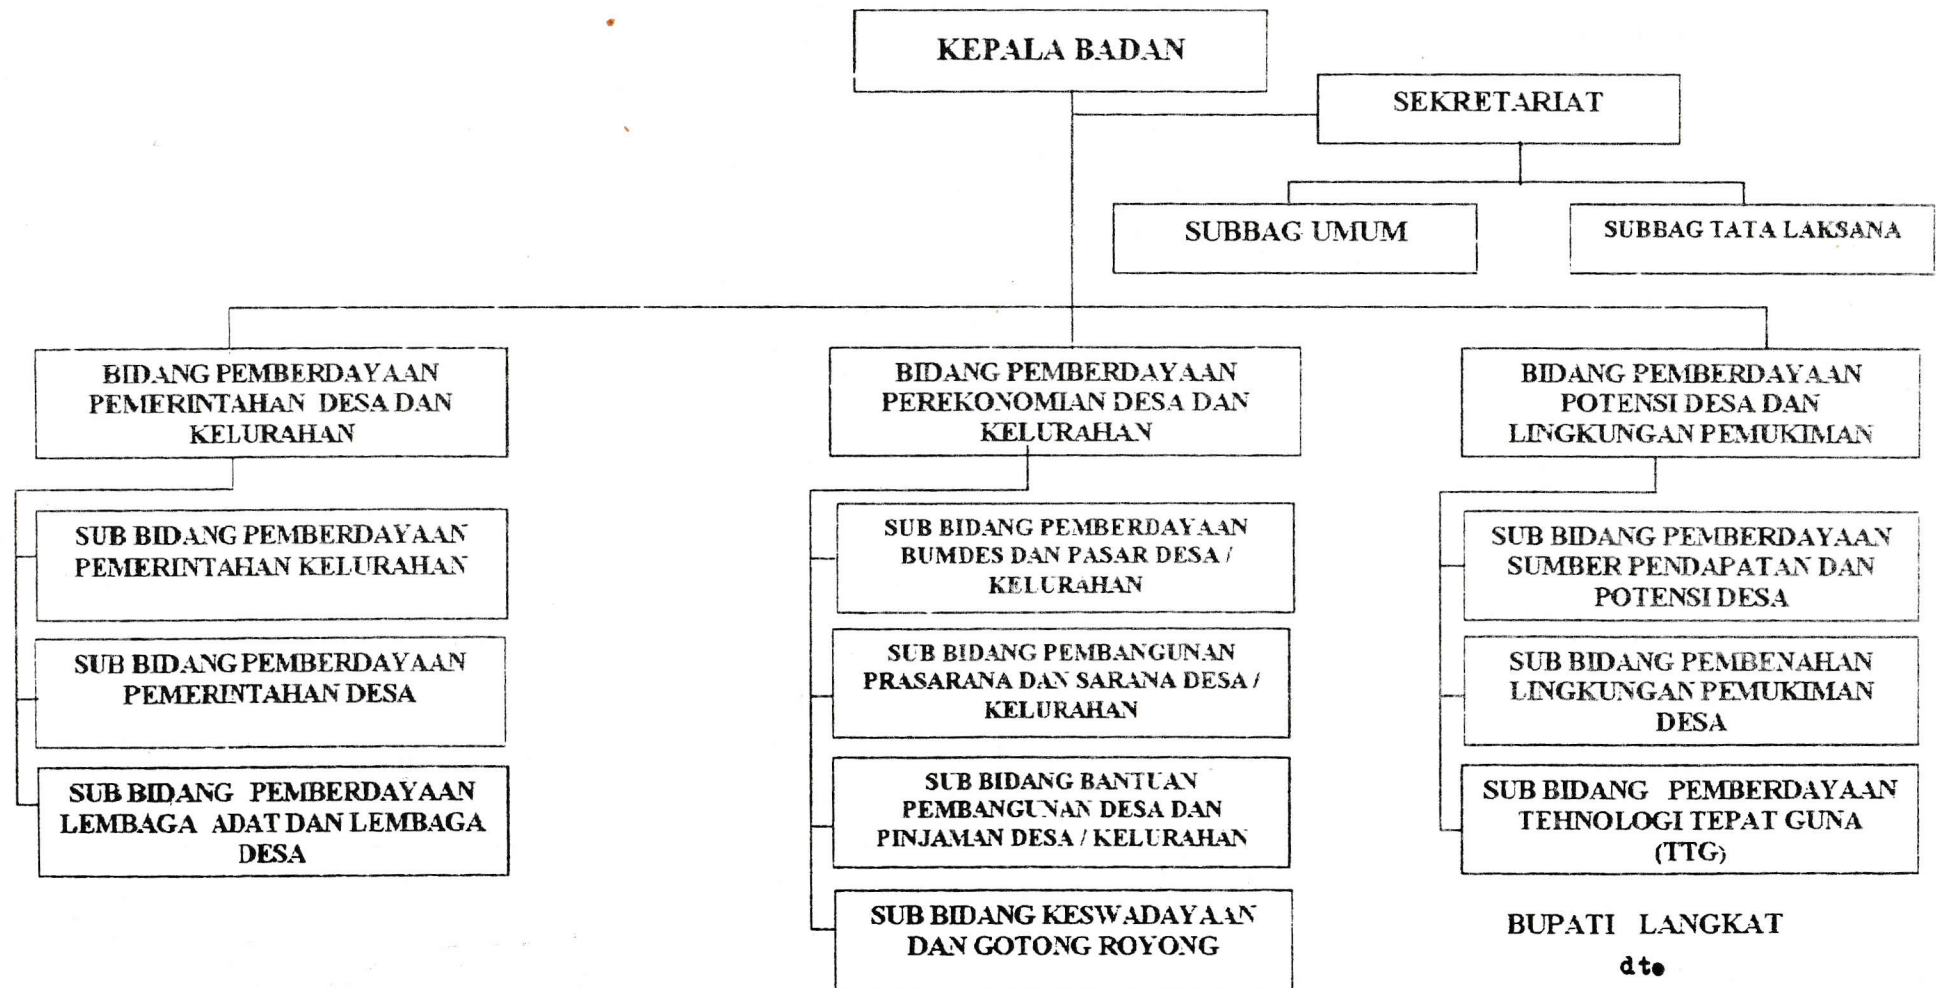 KEPALA BADAN
SEKRETARIAT
SUBBAG UMUM
SUBBAG TATA LAKSANA
BIDANG PEMBERDAYAAN
PEMERINTAHAN DESA DAN
KELURAHAN
SUB BIDANG PEMBERDAYAAN
PEMERINTAHAN KELURAHAN
SUB BIDANG PEMBERDAYAAN
PEMERINTAHAN DESA
SUB BIDANG PEMBERDAYAAN
LEMBAGA ADAT DAN LEMBAGA
DESA
BIDANG PEMBERDAYAAN
PEREKONOMIAN DESA DAN
KELURAHAN
SUB BIDANG PEMBERDAYAAN
BUMDES DAN PASAR DESA /
KELURAHAN
SUB BIDANG PEMBANGUNAN
PRASARANA DAN SARANA DESA /
KELURAHAN
SUB BIDANG BANTUAN
PEMBANGUNAN DESA DAN
PINJAMAN DESA / KELURAHAN
SUB BIDANG KESWADAYAAN
DAN GOTONG ROYONG
BIDANG PEMBERDAYAAN
POTENSI DESA DAN
LINGKUNGAN PEMUKIMAN
SUB BIDANG PEMBERDAYAAN
SUMBER PENDAPATAN DAN
POTENSI DESA
SUB BIDANG PEMBENAHAN
LINGKUNGAN PEMUKIMAN
DESA
SUB BIDANG PEMBERDAYAAN
TEHNOLOGI TEPAT GUNA
(TTG)
BUPATI LANGKAT
dto